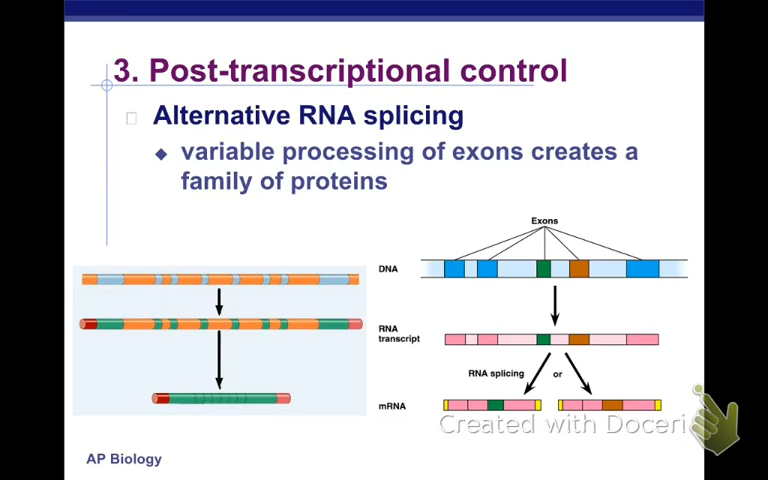 3. Post-transcriptional control
Alternative RNA splicing
variable processing of exons creates a
family of proteins
Exons
DNA
RNA
transcript
RNA splicing or
mRNA
Created with Doceri
AP Biology